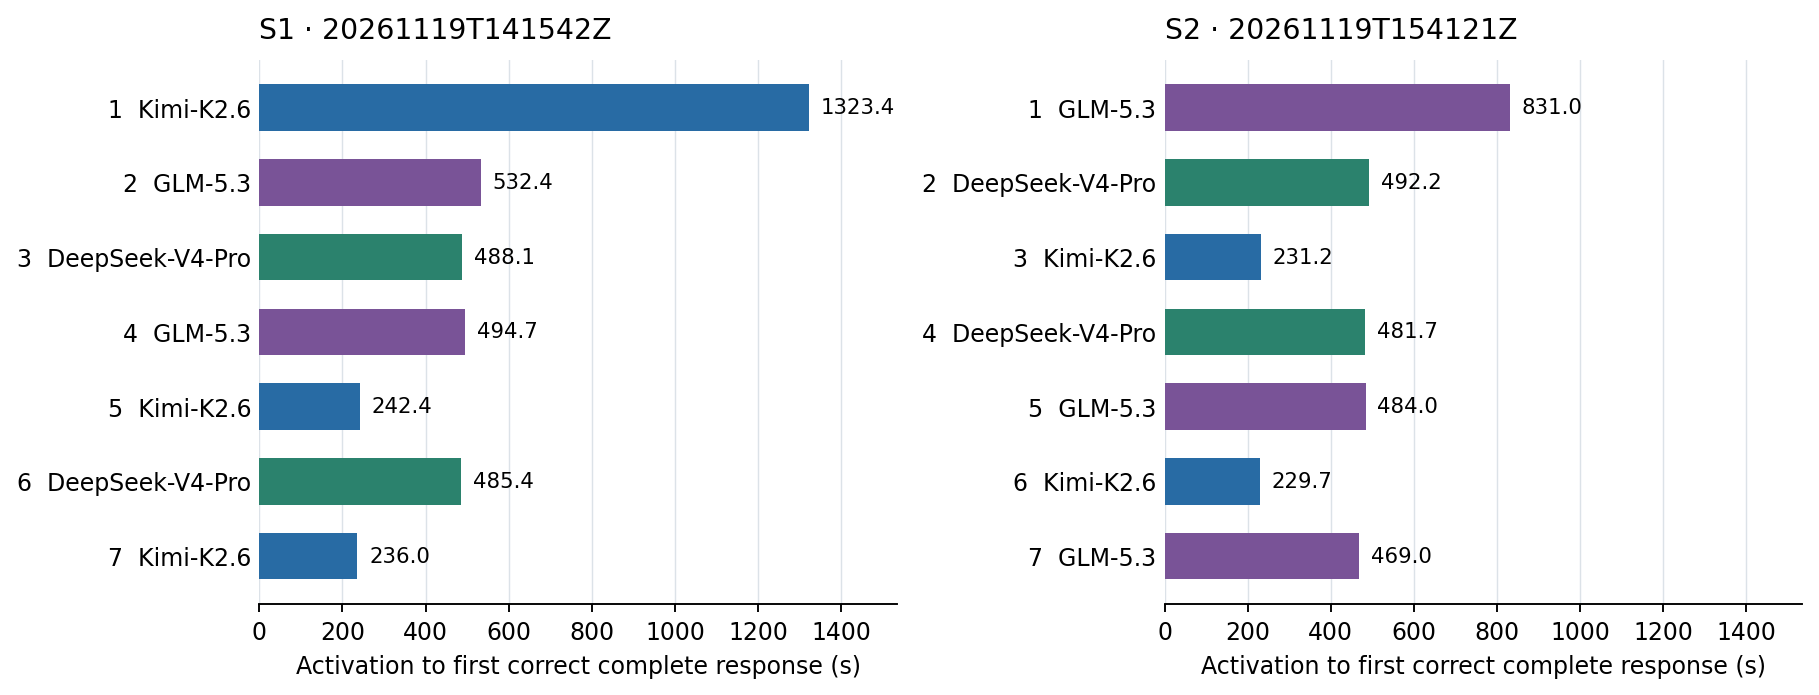 S1 · 20261119T141542Z
1 Kimi-K2.6 1323.4
2 GLM-5.3 532.4
3 DeepSeek-V4-Pro 488.1
4 GLM-5.3 494.7
5 Kimi-K2.6 242.4
6 DeepSeek-V4-Pro 485.4
7 Kimi-K2.6 236.0
0 200 400 600 800 1000 1200 1400
Activation to first correct complete response (s)
S2 · 20261119T154121Z
1 GLM-5.3 831.0
2 DeepSeek-V4-Pro 492.2
3 Kimi-K2.6 231.2
4 DeepSeek-V4-Pro 481.7
5 GLM-5.3 484.0
6 Kimi-K2.6 229.7
7 GLM-5.3 469.0
0 200 400 600 800 1000 1200 1400
Activation to first correct complete response (s)